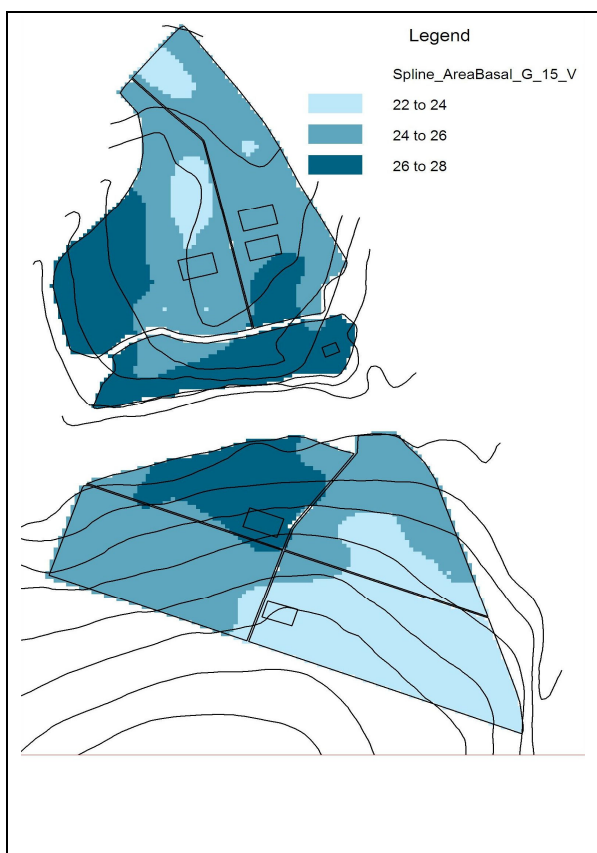 Legend
Spline_AreaBasal_G_15_V
22 to 24
24 to 26
26 to 28